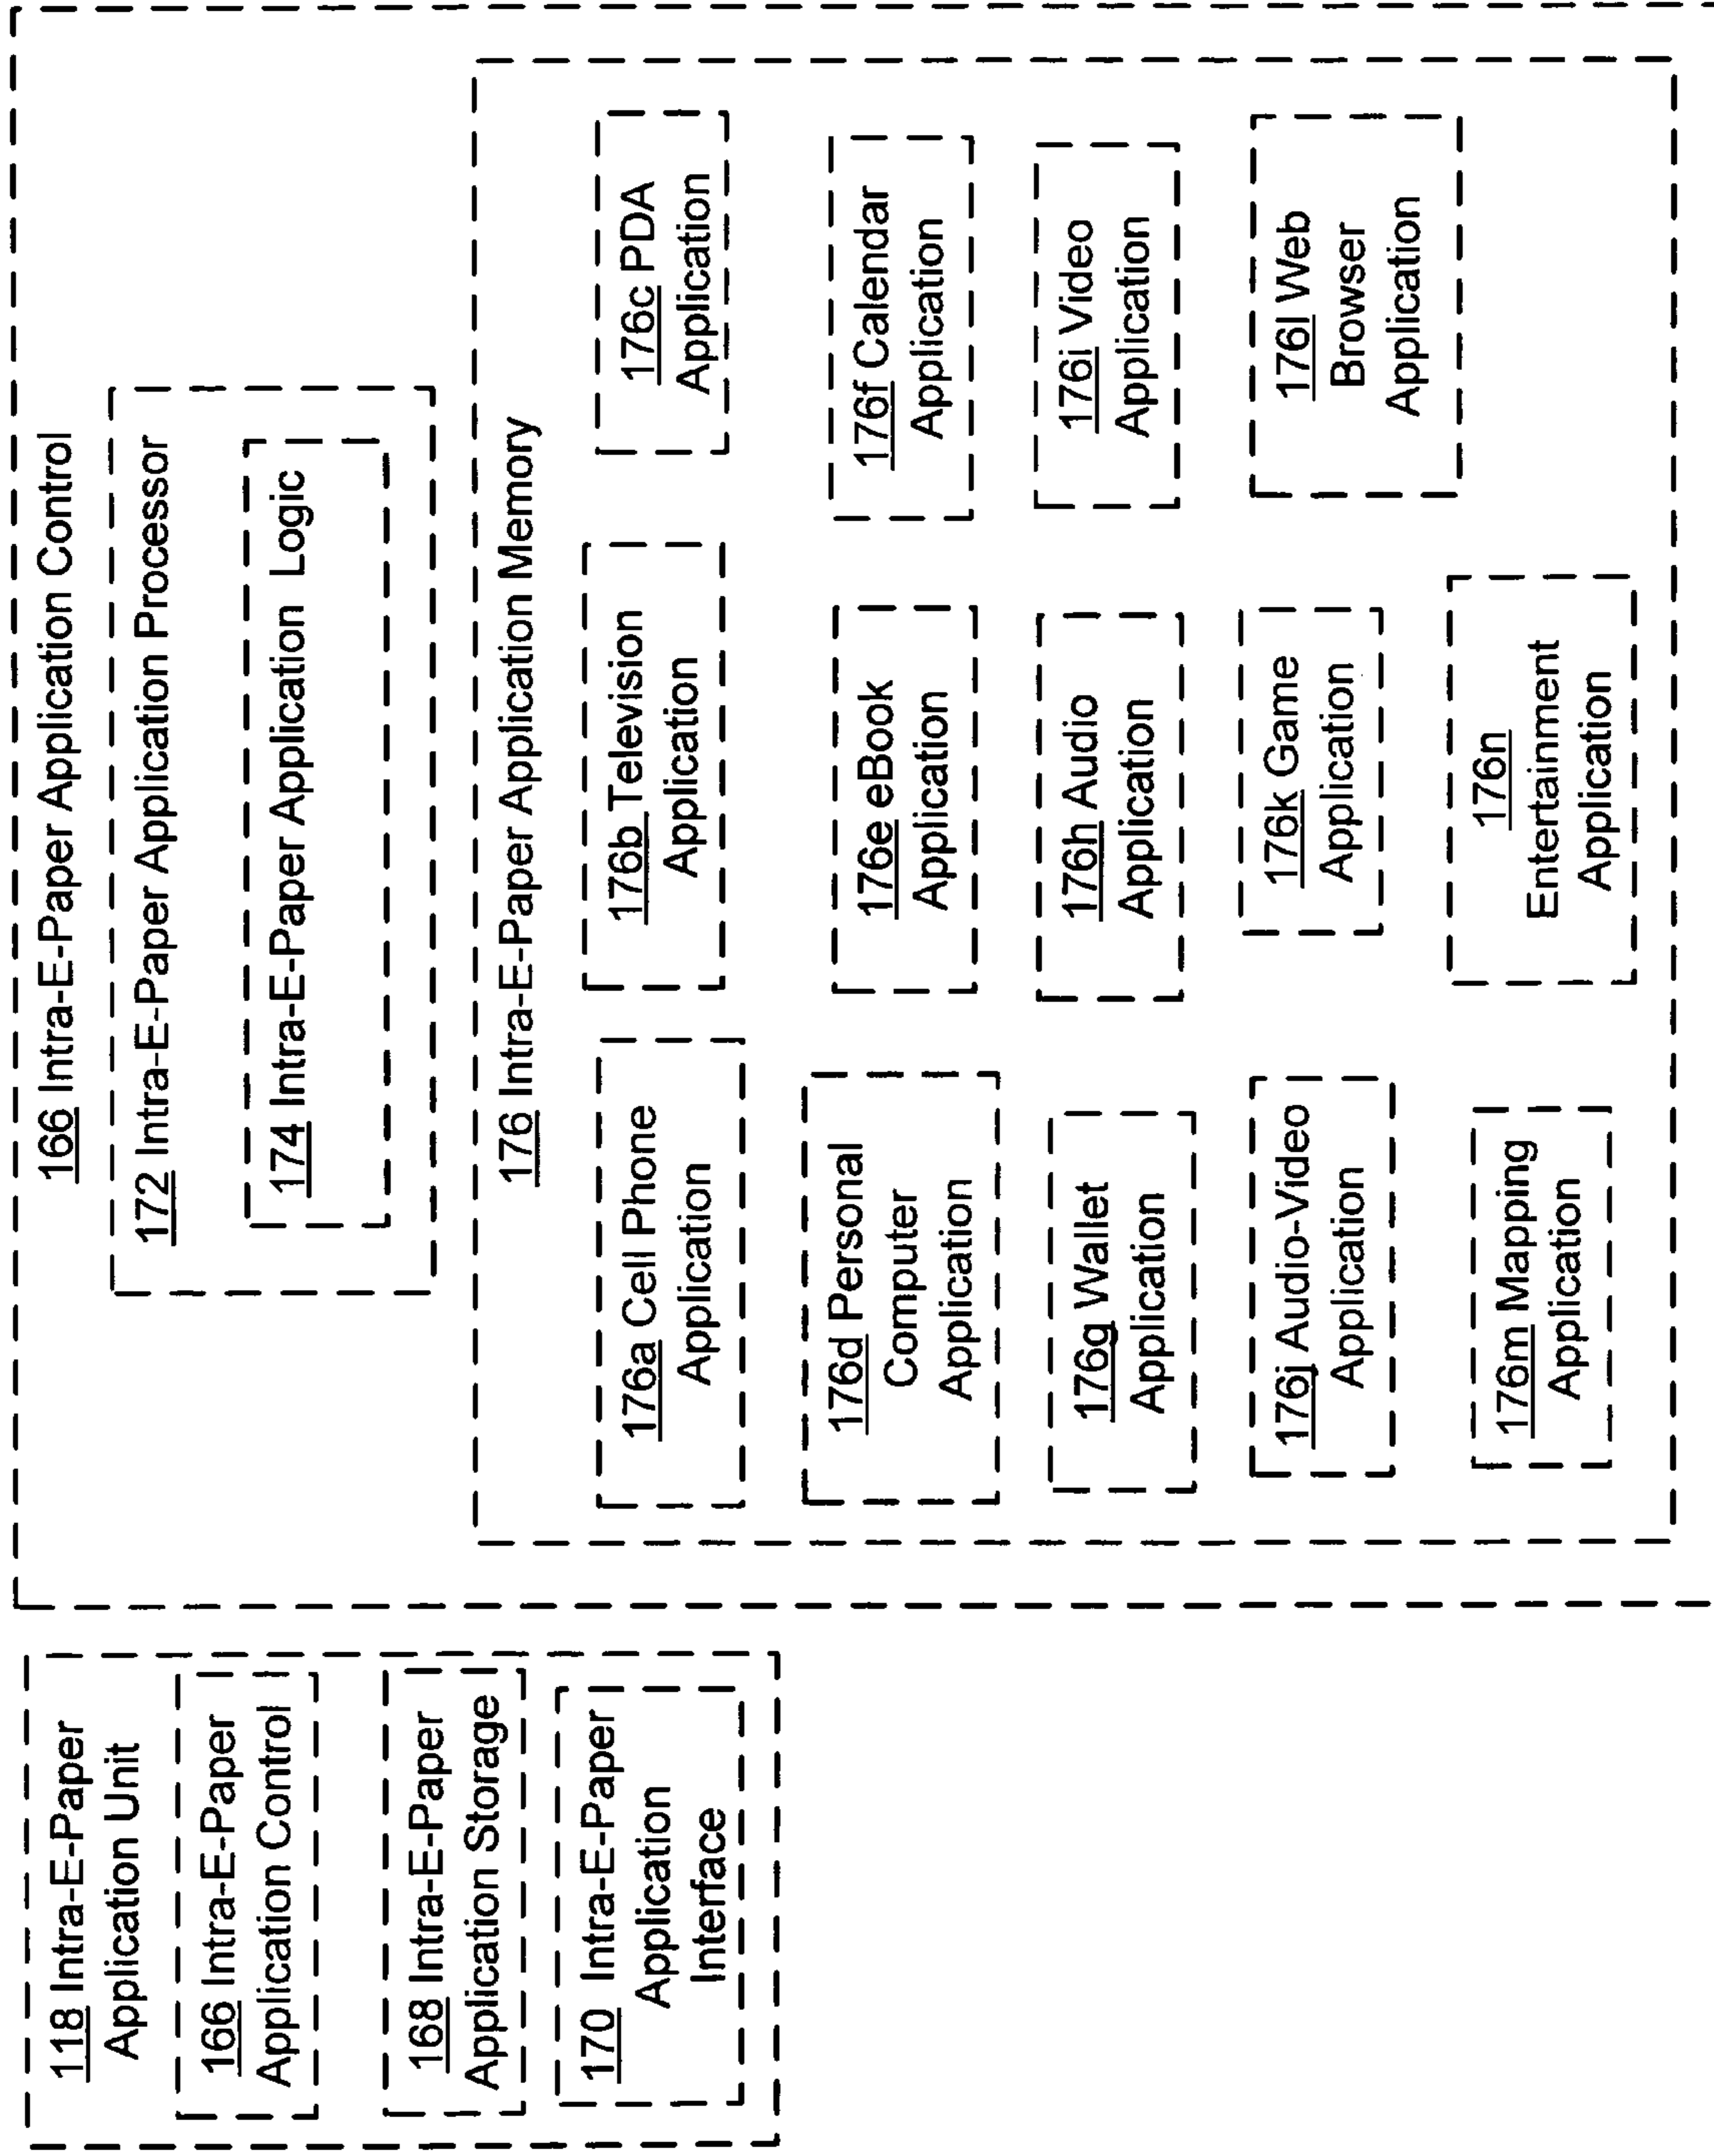 118 Intra-E-Paper
Application Unit
166 Intra-E-Paper
Application Control
168 Intra-E-Paper
Application Storage
170 Intra-E-Paper
Application
Interface
166 Intra-E-Paper Application Control
172 Intra-E-Paper Application Processor
174 Intra-E-Paper Application Logic
176 Intra-E-Paper Application Memory
176a Cell Phone
Application
176b Television
Application
176c PDA
Application
176d Personal
Computer
Application
176e eBook
Application
176f Calendar
Application
176g Wallet
Application
176h Audio
Application
176i Video
Application
176j Audio-Video
Application
176k Game
Application
176l Web
Browser
Application
176m Mapping
Application
176n
Entertainment
Application